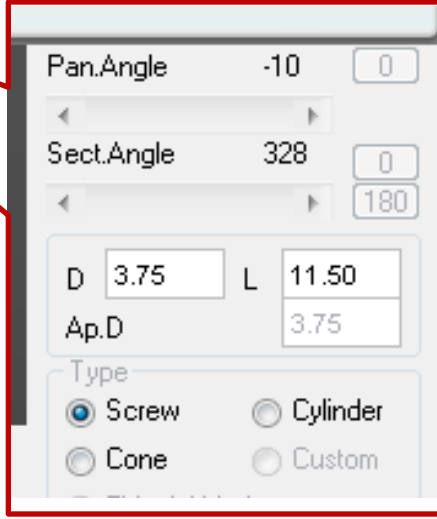 Pan.Angle -10 0
Sect.Angle 328 0
180
D 3.75 L 11.50
Ap.D 3.75
Type
Screw Cylinder
Cone Custom